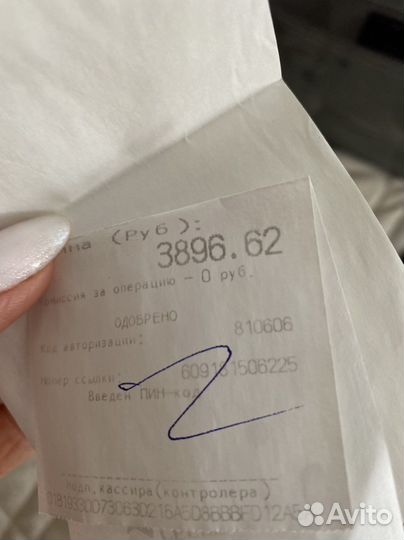 (Руб):
3896.62
Комиссия за операцию – 0 руб.
ОДОБРЕНО
Код авторизации: 810606
Номер ссылки: 609181506225
Введен ПИН-код
подп.кассира(контролера)
Avito